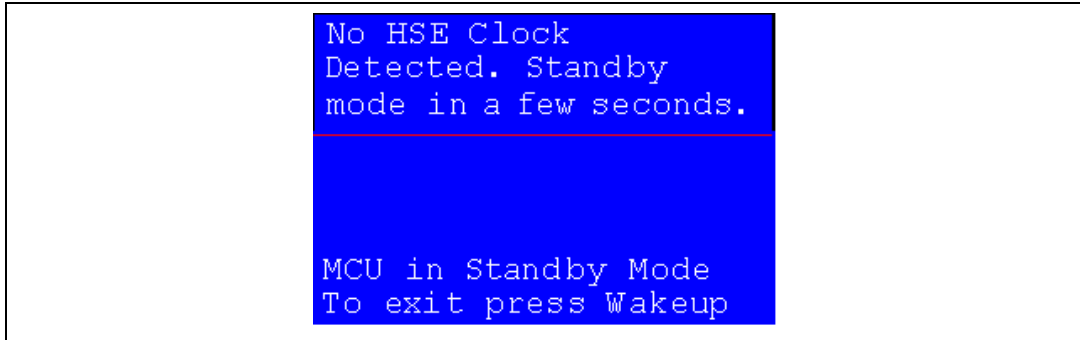 No HSE Clock
Detected. Standby
mode in a few seconds.
MCU in Standby Mode
To exit press Wakeup